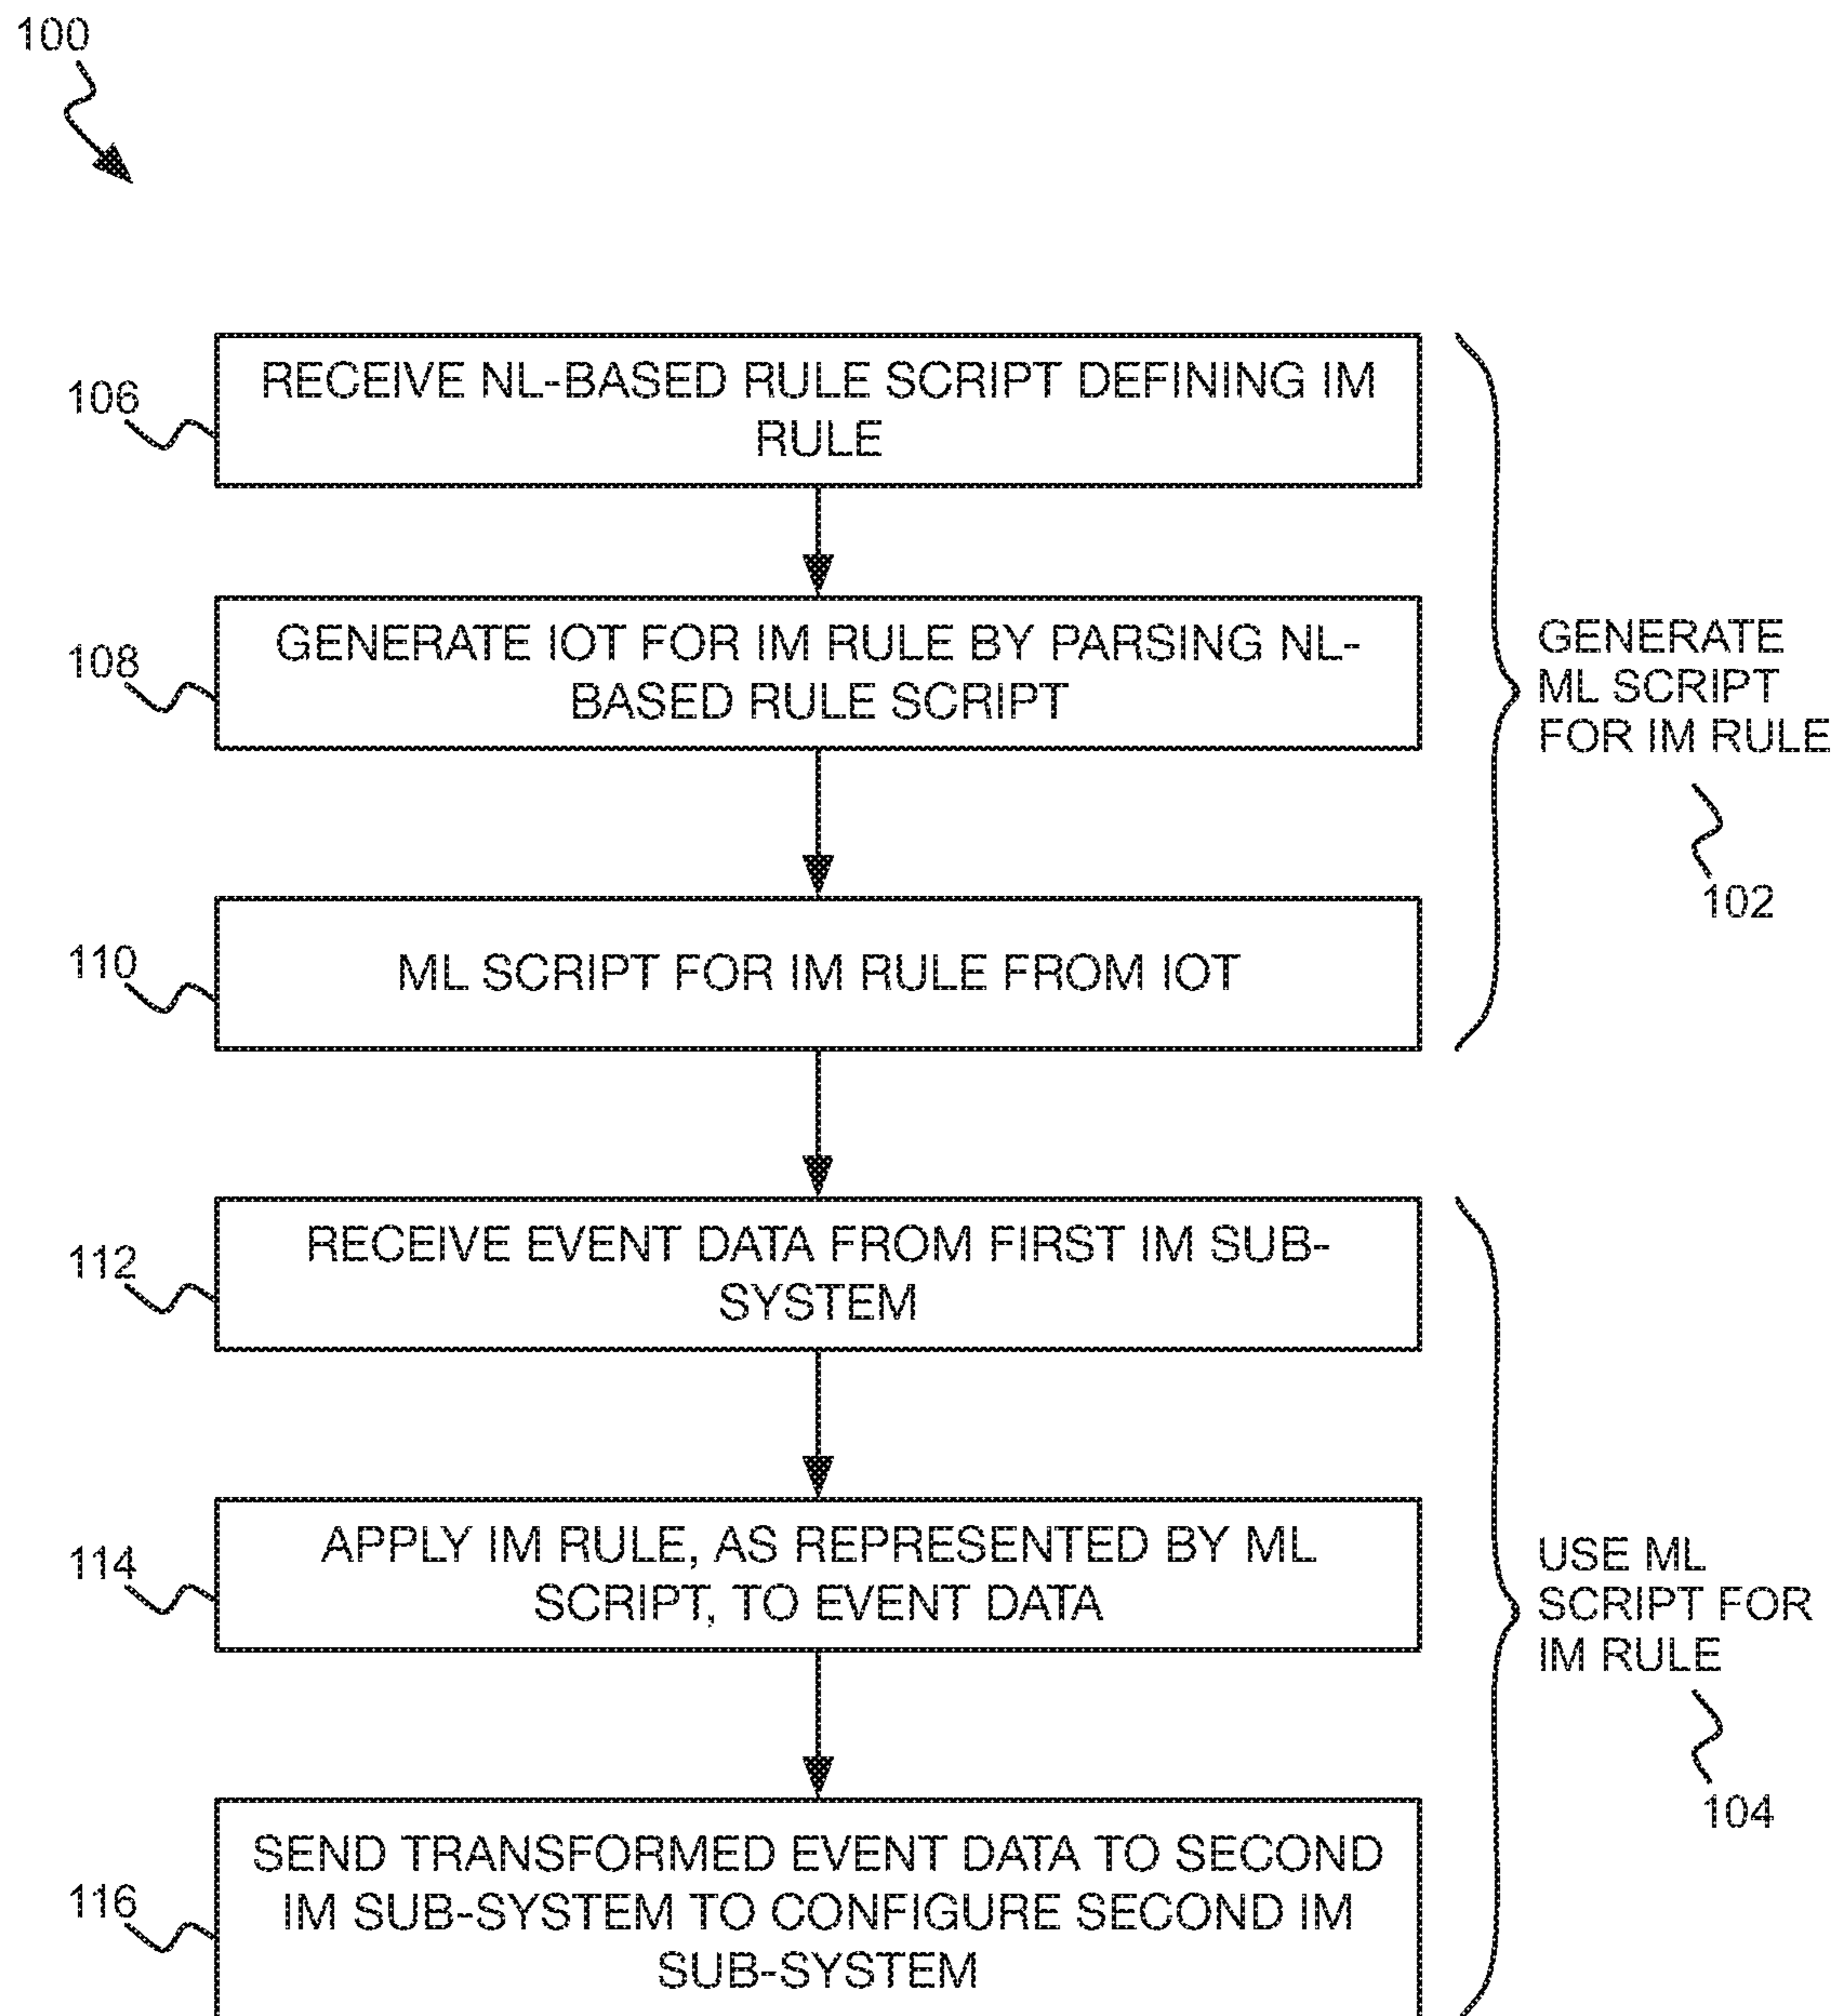 100
106
RECEIVE NL-BASED RULE SCRIPT DEFINING IM
RULE
108
GENERATE IOT FOR IM RULE BY PARSING NL-
BASED RULE SCRIPT
110
ML SCRIPT FOR IM RULE FROM IOT
GENERATE
ML SCRIPT
FOR IM RULE
102
112
RECEIVE EVENT DATA FROM FIRST IM SUB-
SYSTEM
114
APPLY IM RULE, AS REPRESENTED BY ML
SCRIPT, TO EVENT DATA
116
SEND TRANSFORMED EVENT DATA TO SECOND
IM SUB-SYSTEM TO CONFIGURE SECOND IM
SUB-SYSTEM
USE ML
SCRIPT FOR
IM RULE
104